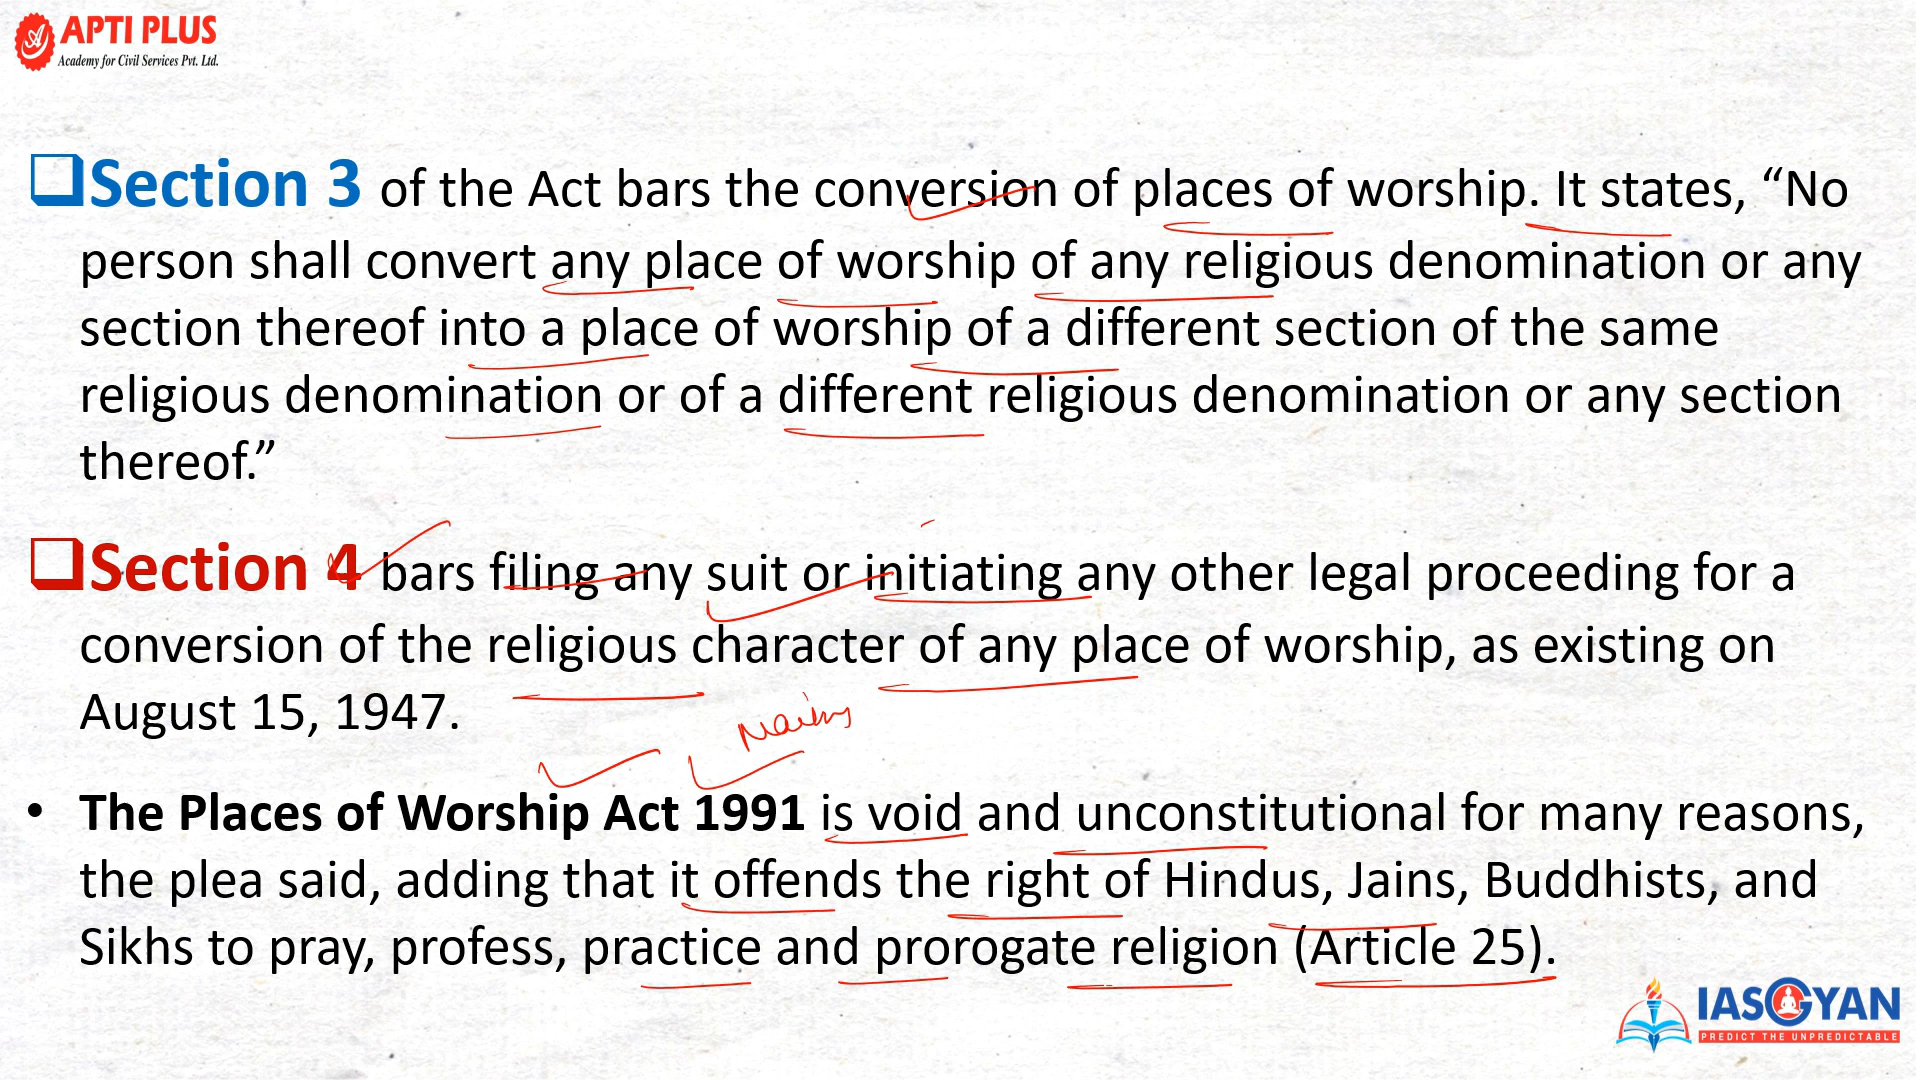 APTI PLUS
Academy for Civil Services Pvt. Ltd.
Section 3 of the Act bars the conversion of places of worship. It states, “No
person shall convert any place of worship of any religious denomination or any
section thereof into a place of worship of a different section of the same
religious denomination or of a different religious denomination or any section
thereof.”
Section 4 bars filing any suit or initiating any other legal proceeding for a
conversion of the religious character of any place of worship, as existing on
August 15, 1947.
• The Places of Worship Act 1991 is void and unconstitutional for many reasons,
the plea said, adding that it offends the right of Hindus, Jains, Buddhists, and
Sikhs to pray, profess, practice and prorogate religion (Article 25).
IASGYAN
PREDICT THE UNPREDICTABLE